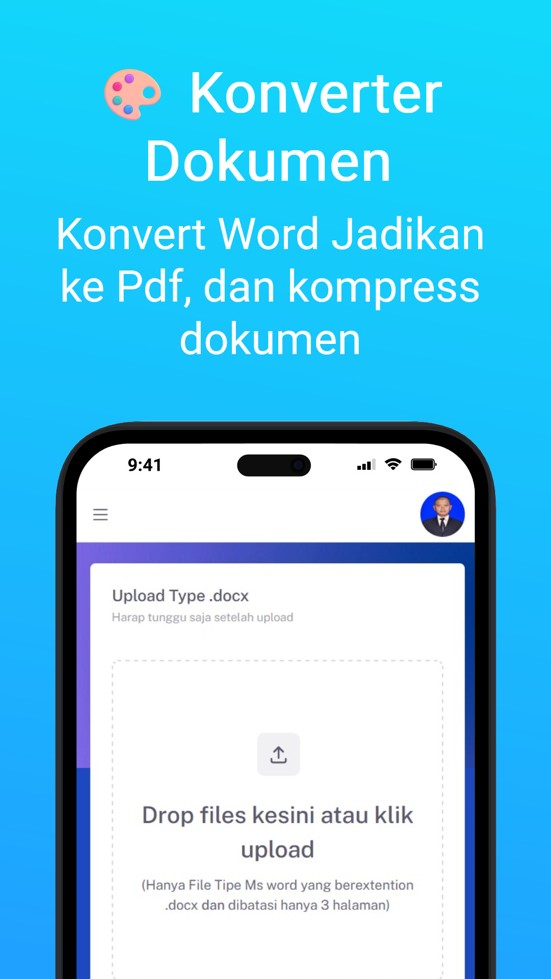 Konverter
Dokumen
Konvert Word Jadikan
ke Pdf, dan kompress
dokumen
9:41
Upload Type .docx
Harap tunggu saja setelah upload
Drop files kesini atau klik
upload
(Hanya File Tipe Ms word yang berextention
.docx dan dibatasi hanya 3 halaman)